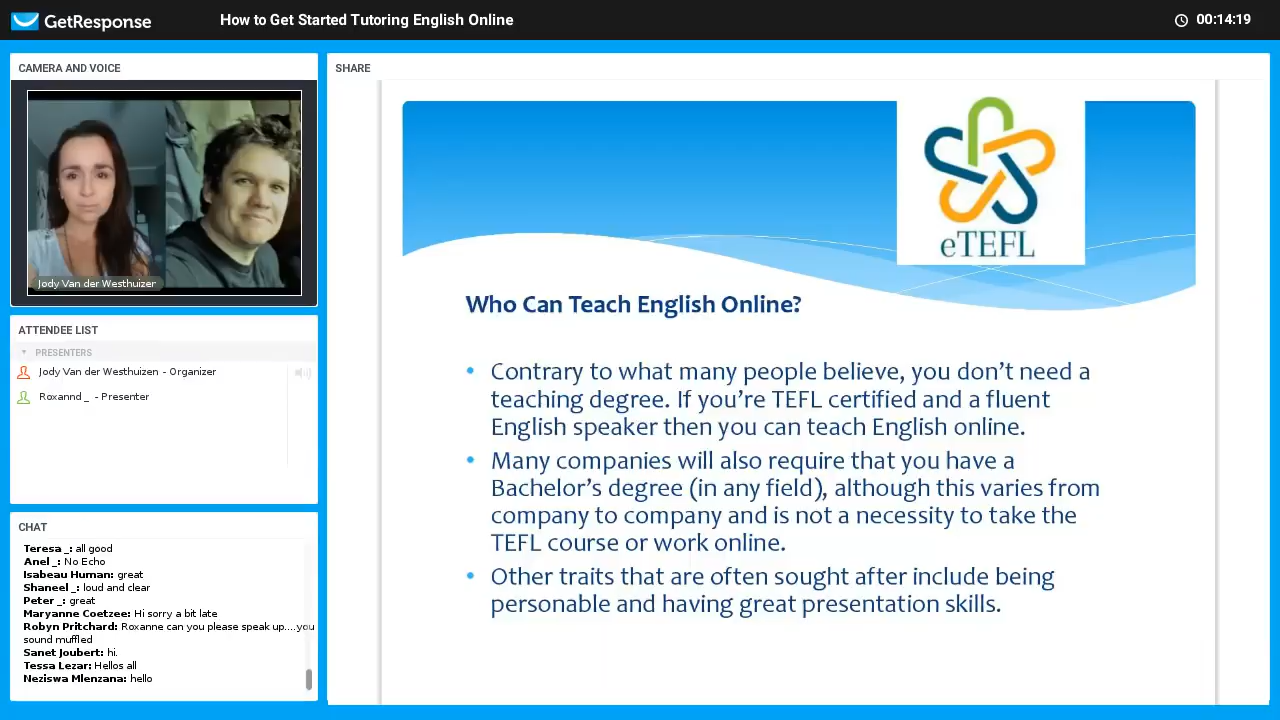 GetResponse
How to Get Started Tutoring English Online
00:14:19
CAMERA AND VOICE
Jody Van der Westhuizer
ATTENDEE LIST
PRESENTERS
Jody Van der Westhuizen - Organizer
Roxannd _ - Presenter
CHAT
Teresa _: all good
Anel _: No Echo
Isabeau Human: great
Shaneel _: loud and clear
Peter _: great
Maryanne Coetzee: Hi sorry a bit late
Robyn Pritchard: Roxanne can you please speak up....you
sound muffled
Sanet Joubert: hi.
Tessa Lezar: Hellos all
Neziswa Mlenzana: hello
SHARE
eTEFL
Who Can Teach English Online?
• Contrary to what many people believe, you don’t need a
teaching degree. If you’re TEFL certified and a fluent
English speaker then you can teach English online.
• Many companies will also require that you have a
Bachelor’s degree (in any field), although this varies from
company to company and is not a necessity to take the
TEFL course or work online.
• Other traits that are often sought after include being
personable and having great presentation skills.